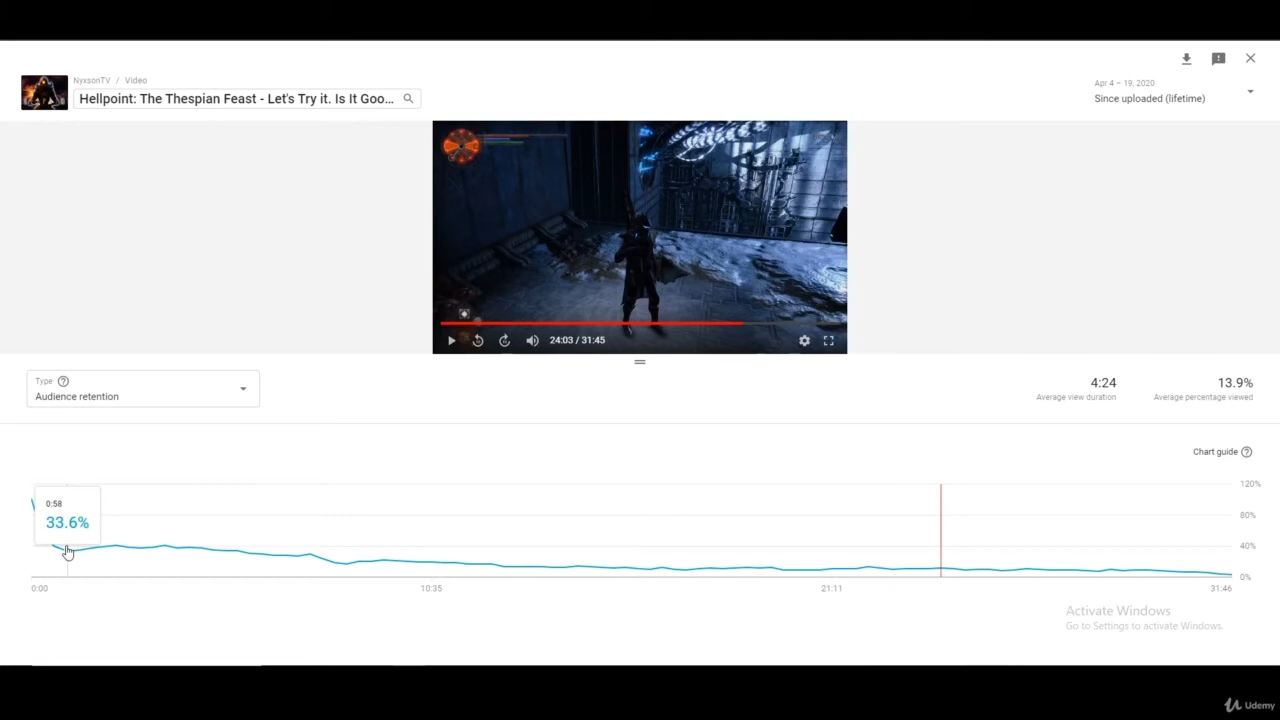 NyxsonTV / Video
Hellpoint: The Thespian Feast - Let's Try it. Is It Goo...
Apr 4 – 19, 2020
Since uploaded (lifetime)
24:03 / 31:45
Type
Audience retention
4:24
Average view duration
13.9%
Average percentage viewed
Chart guide
0:58
33.6%
120%
80%
40%
0%
0:00
10:35
21:11
31:46
Activate Windows
Go to Settings to activate Windows.
Udemy